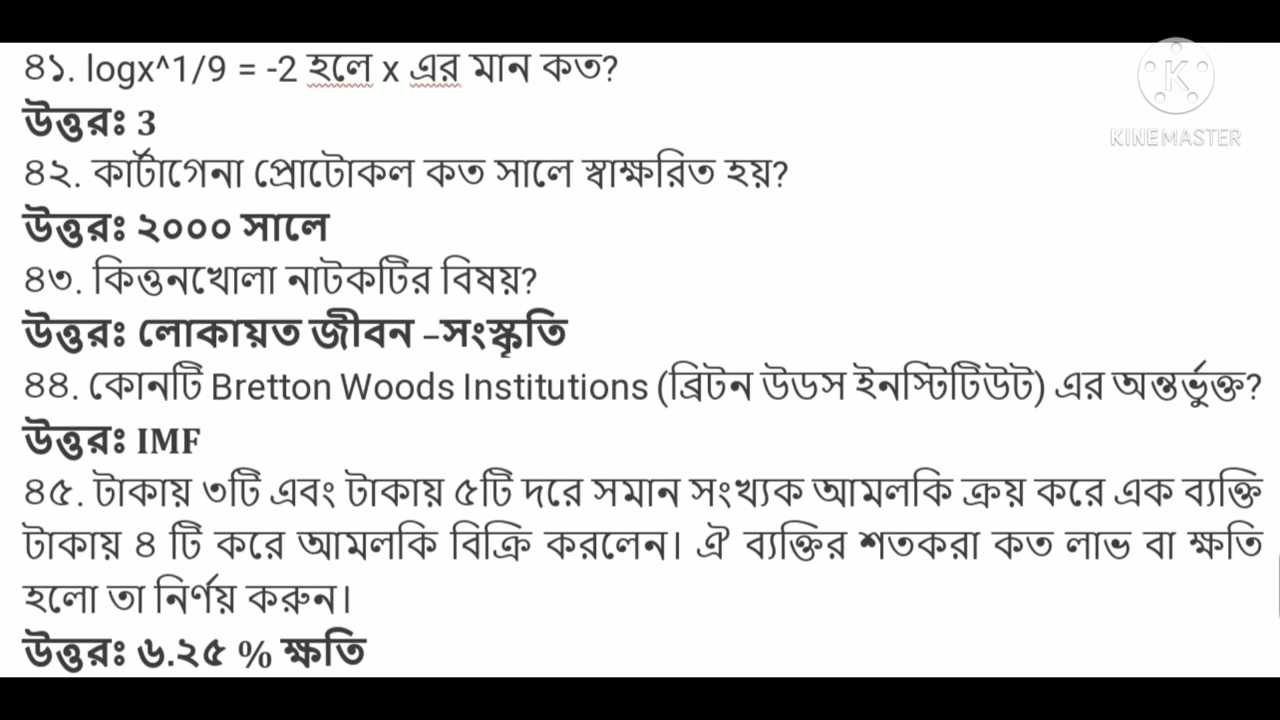 ৪১. logx^1/9 = -2 হলে x এর মান কত?
উত্তরঃ 3
৪২. কার্টাগেনা প্রোটোকল কত সালে স্বাক্ষরিত হয়?
উত্তরঃ ২০০০ সালে
৪৩. কিত্তনখোলা নাটকটির বিষয়?
উত্তরঃ লোকায়ত জীবন –সংস্কৃতি
৪৪. কোনটি Bretton Woods Institutions (ব্রিটন উডস ইনস্টিটিউট) এর অন্তর্ভুক্ত?
উত্তরঃ IMF
৪৫. টাকায় ৩টি এবং টাকায় ৫টি দরে সমান সংখ্যক আমলকি ক্রয় করে এক ব্যক্তি
টাকায় ৪ টি করে আমলকি বিক্রি করলেন। ঐ ব্যক্তির শতকরা কত লাভ বা ক্ষতি
হলো তা নির্ণয় করুন।
উত্তরঃ ৬.২৫ % ক্ষতি
K
KINEMASTER